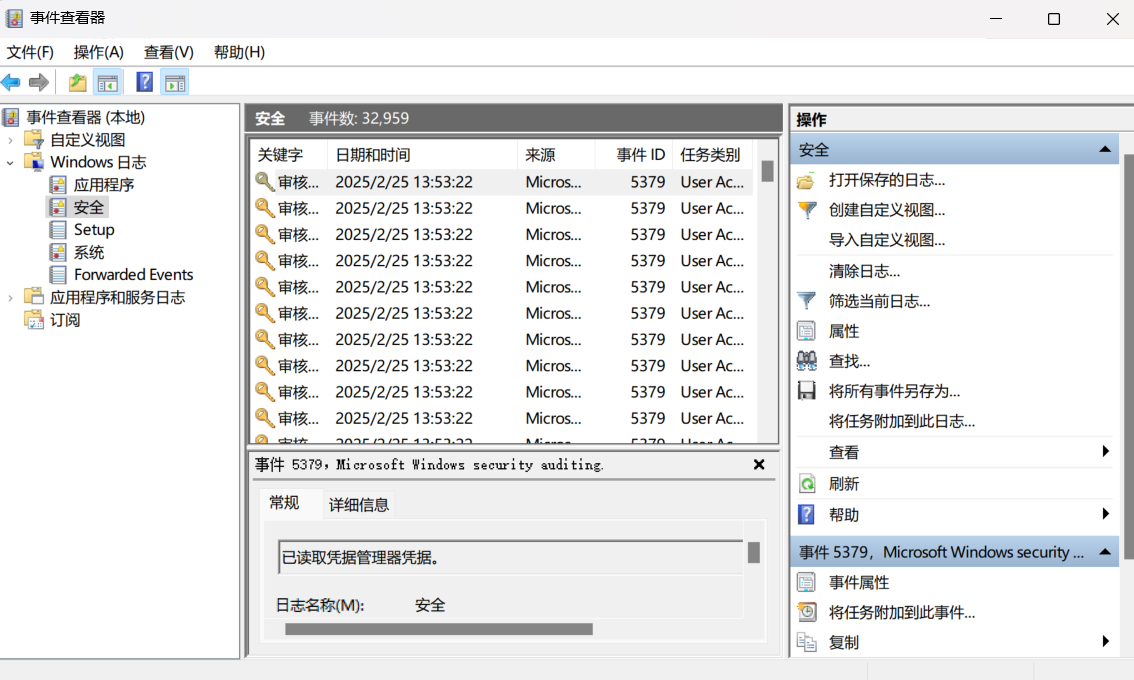 事件查看器
文件(F) 操作(A) 查看(V) 帮助(H)
事件查看器 (本地)
自定义视图
Windows 日志
应用程序
安全
Setup
系统
Forwarded Events
应用程序和服务日志
订阅
安全 事件数: 32,959
关键字 日期和时间 来源 事件 ID 任务类别
审核... 2025/2/25 13:53:22 Micros... 5379 User Ac...
审核... 2025/2/25 13:53:22 Micros... 5379 User Ac...
审核... 2025/2/25 13:53:22 Micros... 5379 User Ac...
审核... 2025/2/25 13:53:22 Micros... 5379 User Ac...
审核... 2025/2/25 13:53:22 Micros... 5379 User Ac...
审核... 2025/2/25 13:53:22 Micros... 5379 User Ac...
审核... 2025/2/25 13:53:22 Micros... 5379 User Ac...
审核... 2025/2/25 13:53:22 Micros... 5379 User Ac...
审核... 2025/2/25 13:53:22 Micros... 5379 User Ac...
审核... 2025/2/25 13:53:22 Micros... 5379 User Ac...
事件 5379，Microsoft Windows security auditing.
常规 详细信息
已读取凭据管理器凭据。
日志名称(M): 安全
操作
安全
打开保存的日志...
创建自定义视图...
导入自定义视图...
清除日志...
筛选当前日志...
属性
查找...
将所有事件另存为...
将任务附加到此日志...
查看
刷新
帮助
事件 5379，Microsoft Windows security ...
事件属性
将任务附加到此事件...
复制